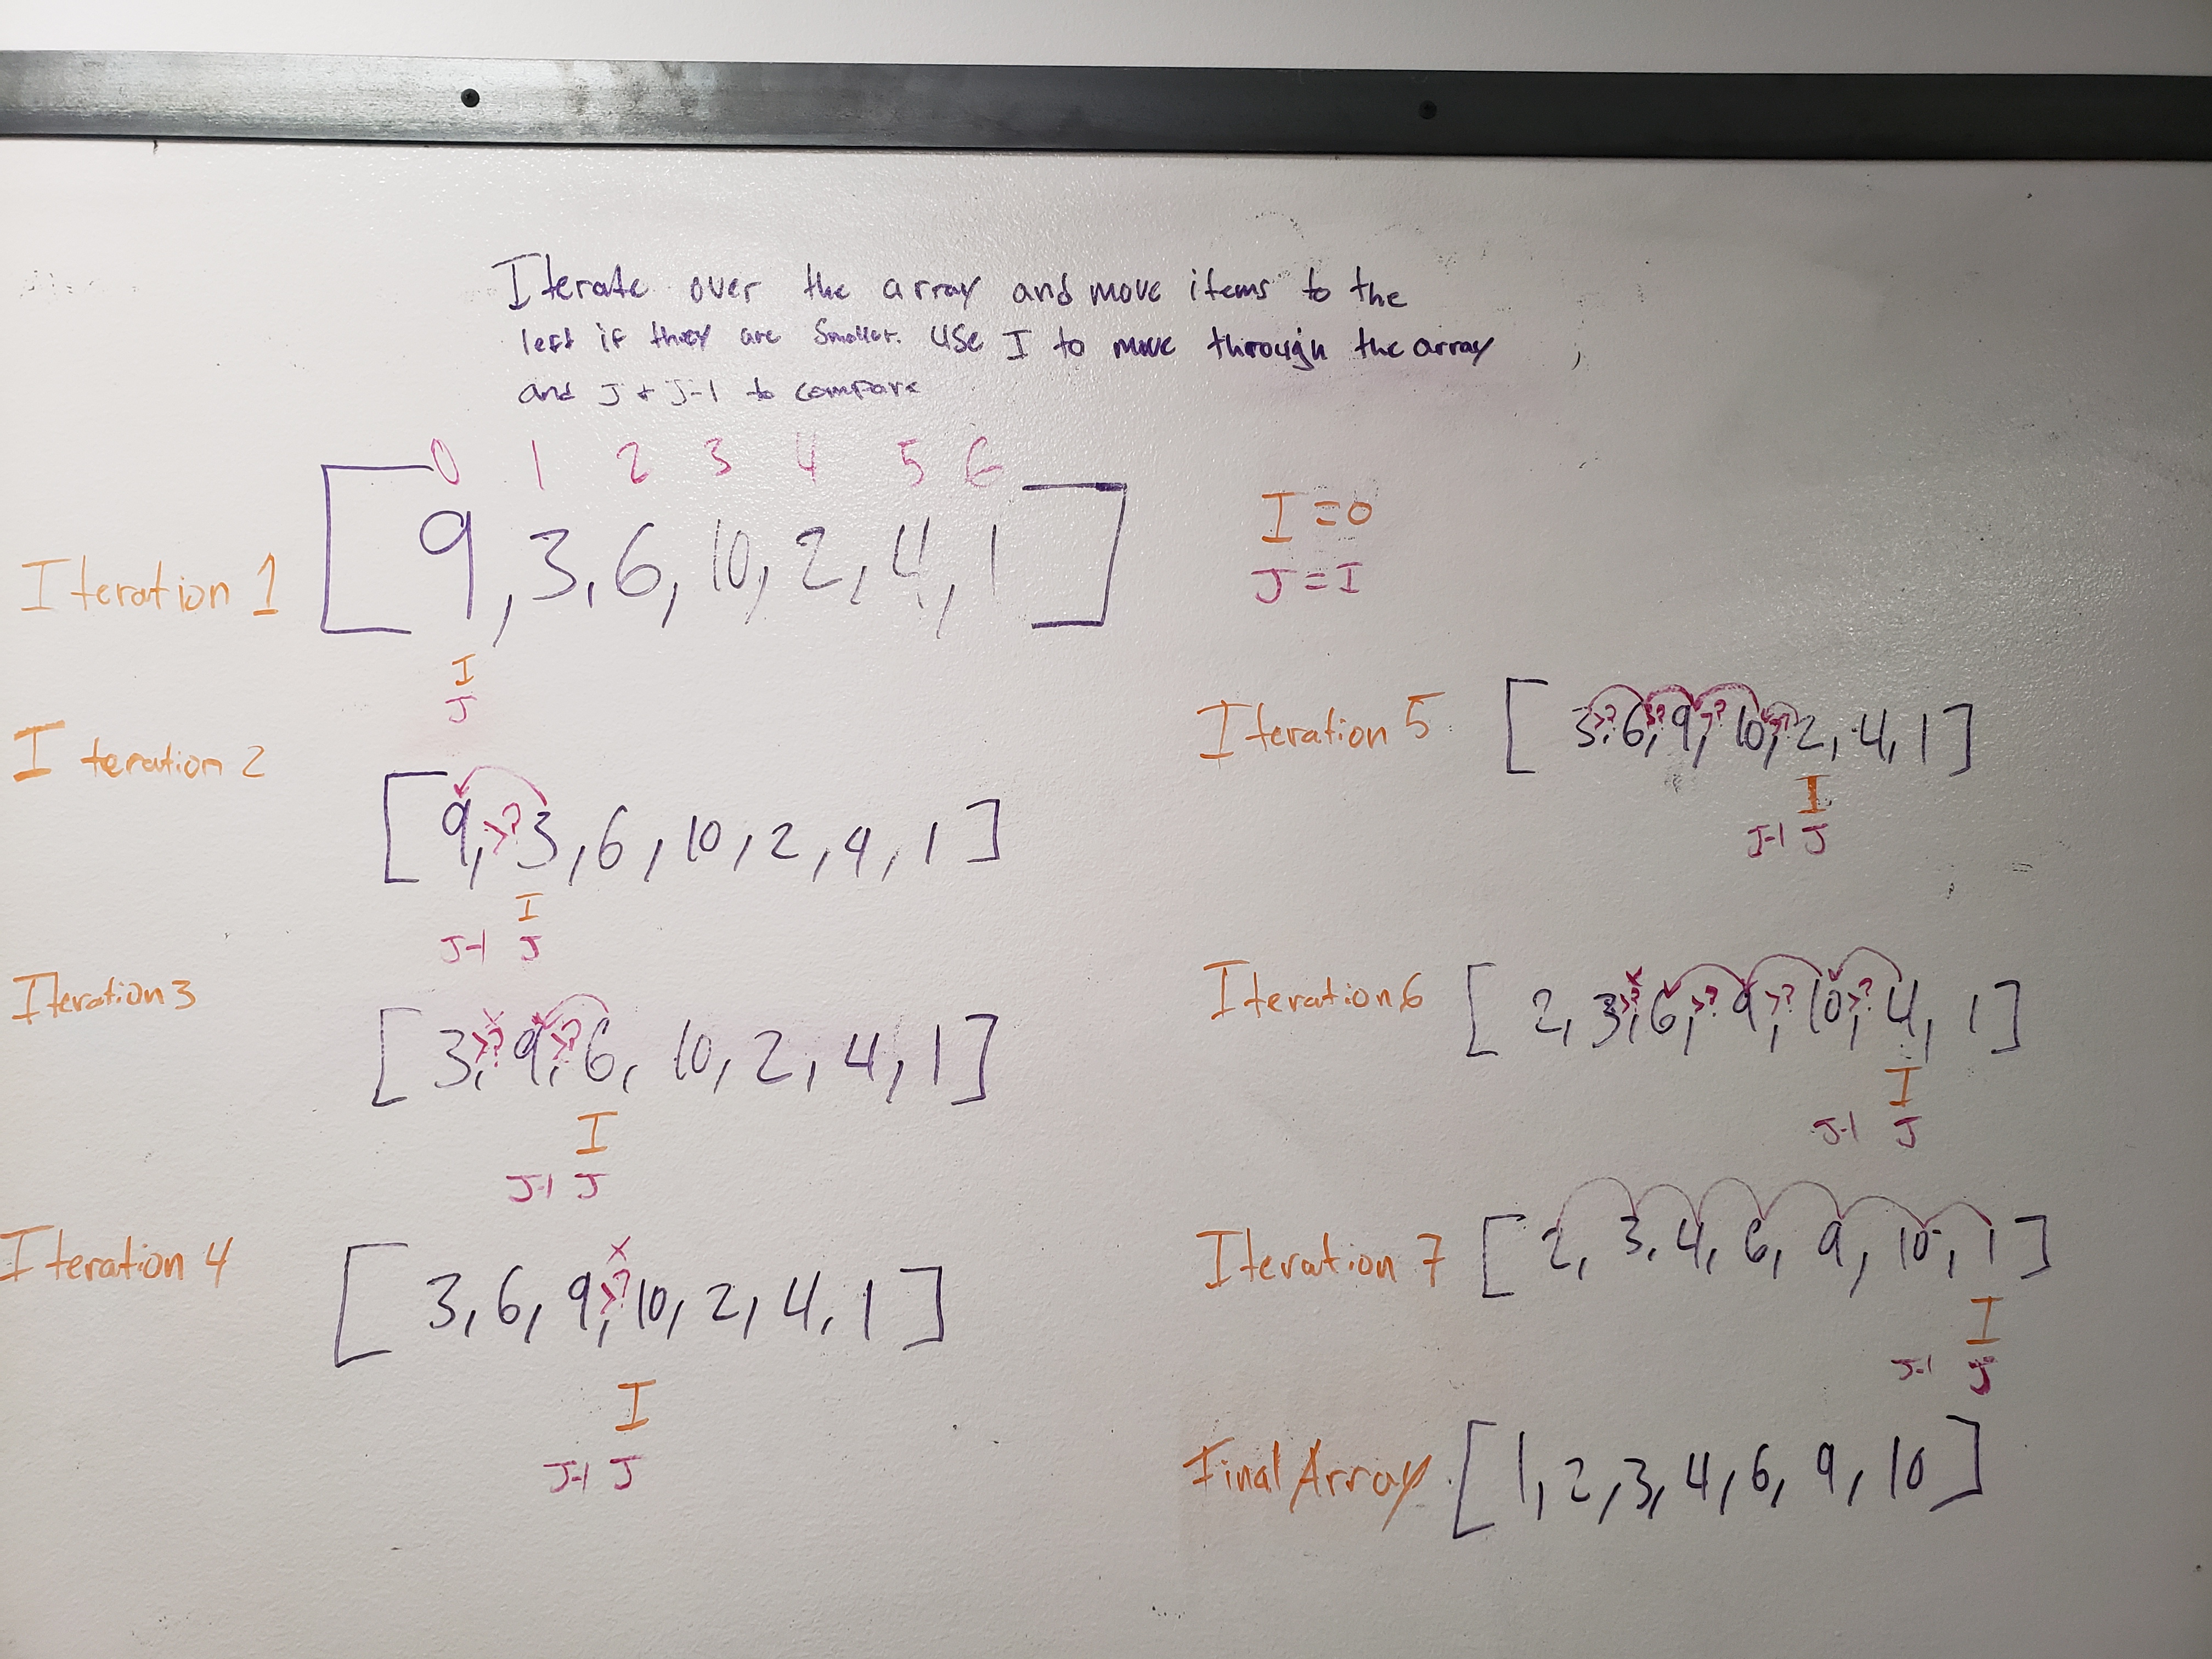 Iterate over the array and move items to the
left if they are smaller. Use I to move through the array
and J + J-1 to compare
0 1 2 3 4 5 6
Iteration 1 [9, 3, 6, 10, 2, 4, 1]
I
J
I = 0
J = I
Iteration 2
[9, >? 3, 6, 10, 2, 4, 1]
I
J-1 J
Iteration 3
x
[3, >? 9, >? 6, 10, 2, 4, 1]
I
J-1 J
Iteration 4
x
[3, 6, 9, >? 10, 2, 4, 1]
I
J-1 J
Iteration 5 [3, >? 6, >? 9, >? 10, >? 2, 4, 1]
I
J-1 J
x
Iteration 6 [2, 3, >? 6, >? 9, >? 10, >? 4, 1]
I
J-1 J
Iteration 7 [2, 3, 4, 6, 9, 10, 1]
I
J-1 J
Final Array [1, 2, 3, 4, 6, 9, 10]